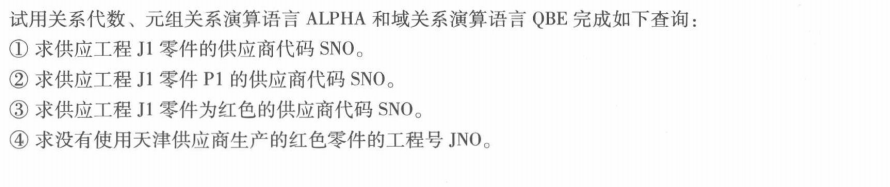 试用关系代数、元组关系演算语言 ALPHA 和域关系演算语言 QBE 完成如下查询：
① 求供应工程 J1 零件的供应商代码 SNO。
② 求供应工程 J1 零件 P1 的供应商代码 SNO。
③ 求供应工程 J1 零件为红色的供应商代码 SNO。
④ 求没有使用天津供应商生产的红色零件的工程号 JNO。